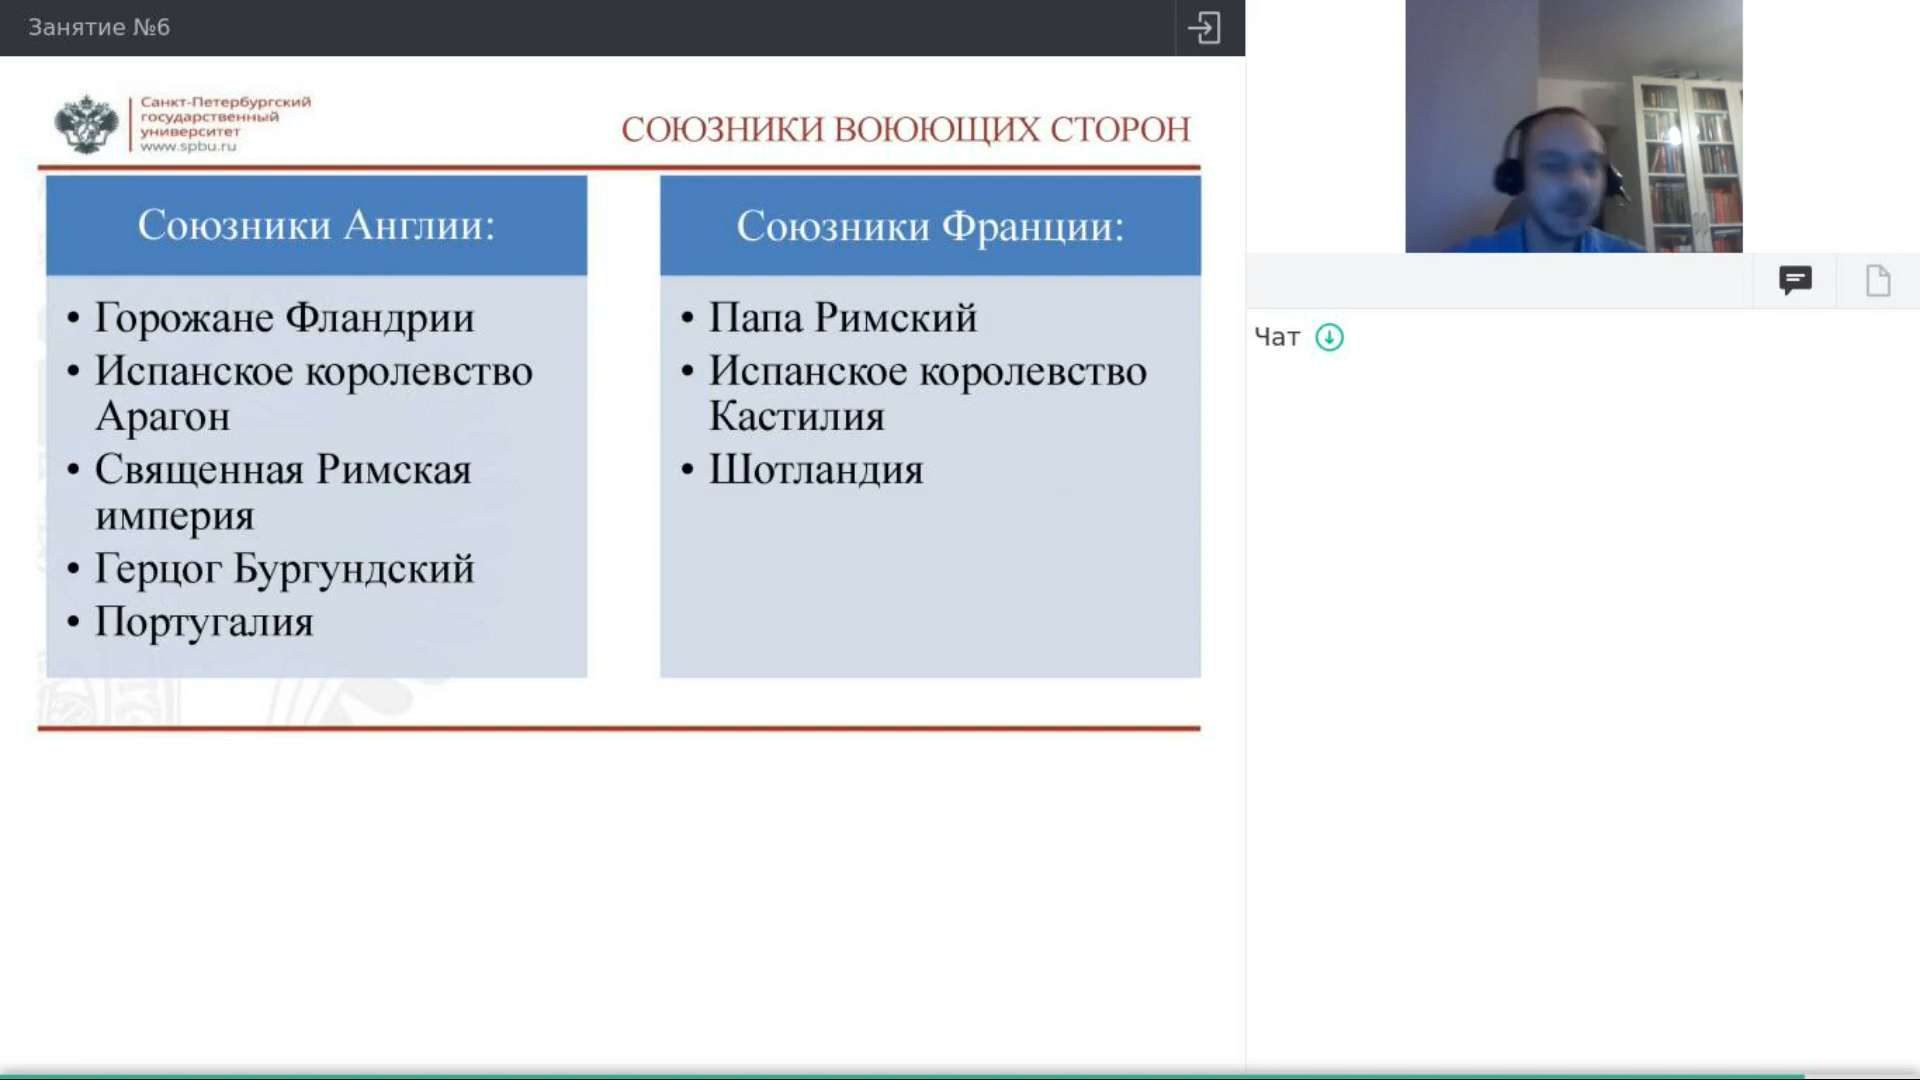 Занятие №6
Санкт-Петербургский
государственный
университет
www.spbu.ru
СОЮЗНИКИ ВОЮЮЩИХ СТОРОН
Союзники Англии:
• Горожане Фландрии
• Испанское королевство
Арагон
• Священная Римская
империя
• Герцог Бургундский
• Португалия
Союзники Франции:
• Папа Римский
• Испанское королевство
Кастилия
• Шотландия
Чат